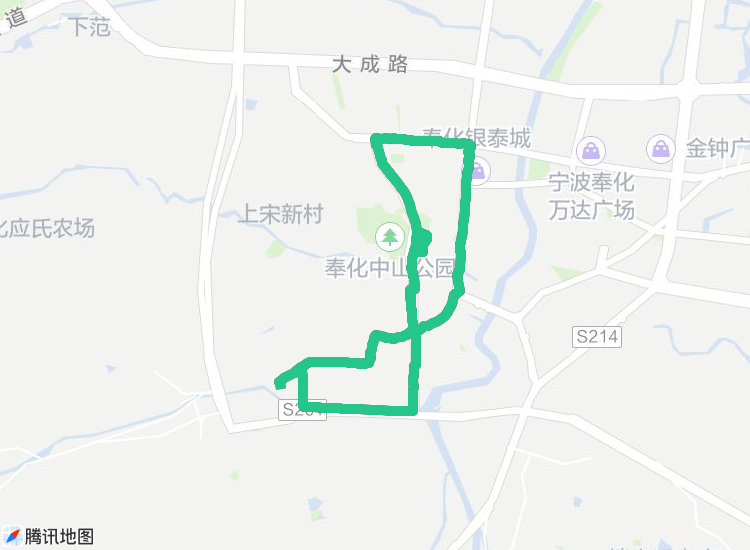 道
下范
大成路
奉化银泰城
金钟广
宁波奉化
万达广场
上宋新村
化应氏农场
奉化中山公园
S214
腾讯地图